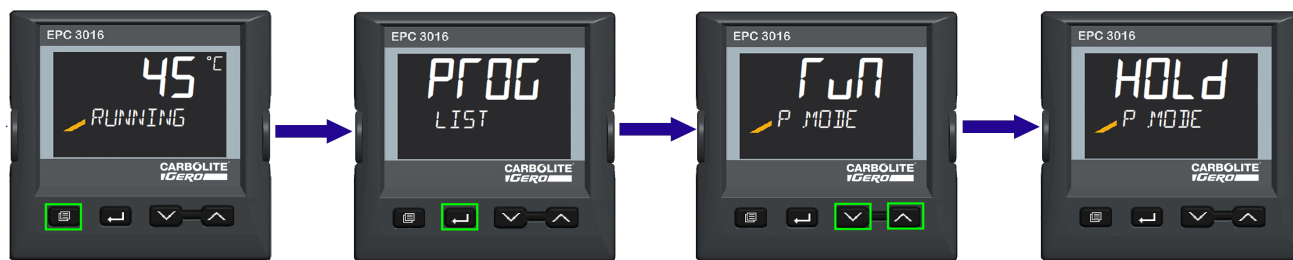 EPC 3016
45 °C
RUNNING
CARBOLITE
GERO
EPC 3016
PrOG
LIST
CARBOLITE
GERO
EPC 3016
ruN
P.MODE
CARBOLITE
GERO
EPC 3016
HOLd
P.MODE
CARBOLITE
GERO